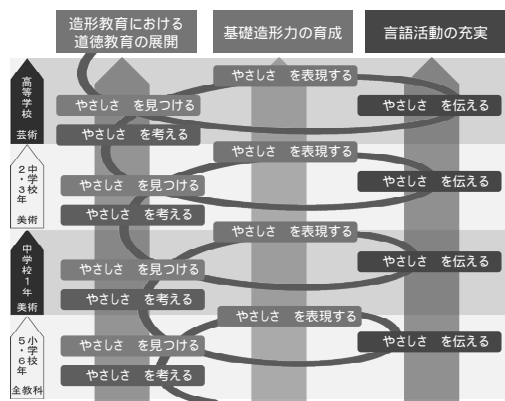 造形教育における
道徳教育の展開
基礎造形力の育成
言語活動の充実
高等学校
芸術
やさしさ を表現する
やさしさ を見つける
やさしさ を伝える
やさしさ を考える
中学校
2・3年
美術
やさしさ を表現する
やさしさ を見つける
やさしさ を伝える
やさしさ を考える
中学校1年
美術
やさしさ を表現する
やさしさ を見つける
やさしさ を伝える
やさしさ を考える
小学校
5・6年
全教科
やさしさ を表現する
やさしさ を見つける
やさしさ を伝える
やさしさ を考える